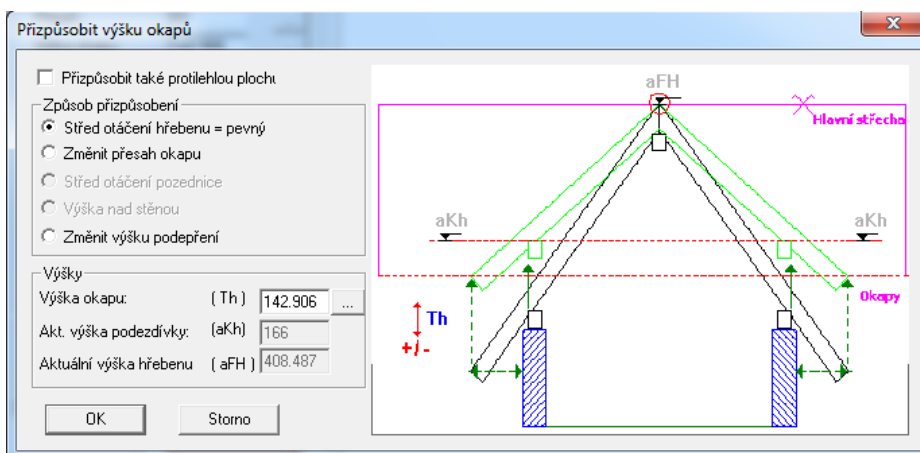 Přizpůsobit výšku okapů
Přizpůsobit také protilehlou plochu
Způsob přizpůsobení
Střed otáčení hřebenu = pevný
Změnit přesah okapu
Střed otáčení pozednice
Výška nad stěnou
Změnit výšku podepření
Výšky
Výška okapu: (Th) 142.906 ...
Akt. výška podezdívky: (aKh) 166
Aktuální výška hřebenu (aFH) 408.487
OK Storno
aFH
Hlavní střecha
aKh aKh
Okapy
Th
+/-